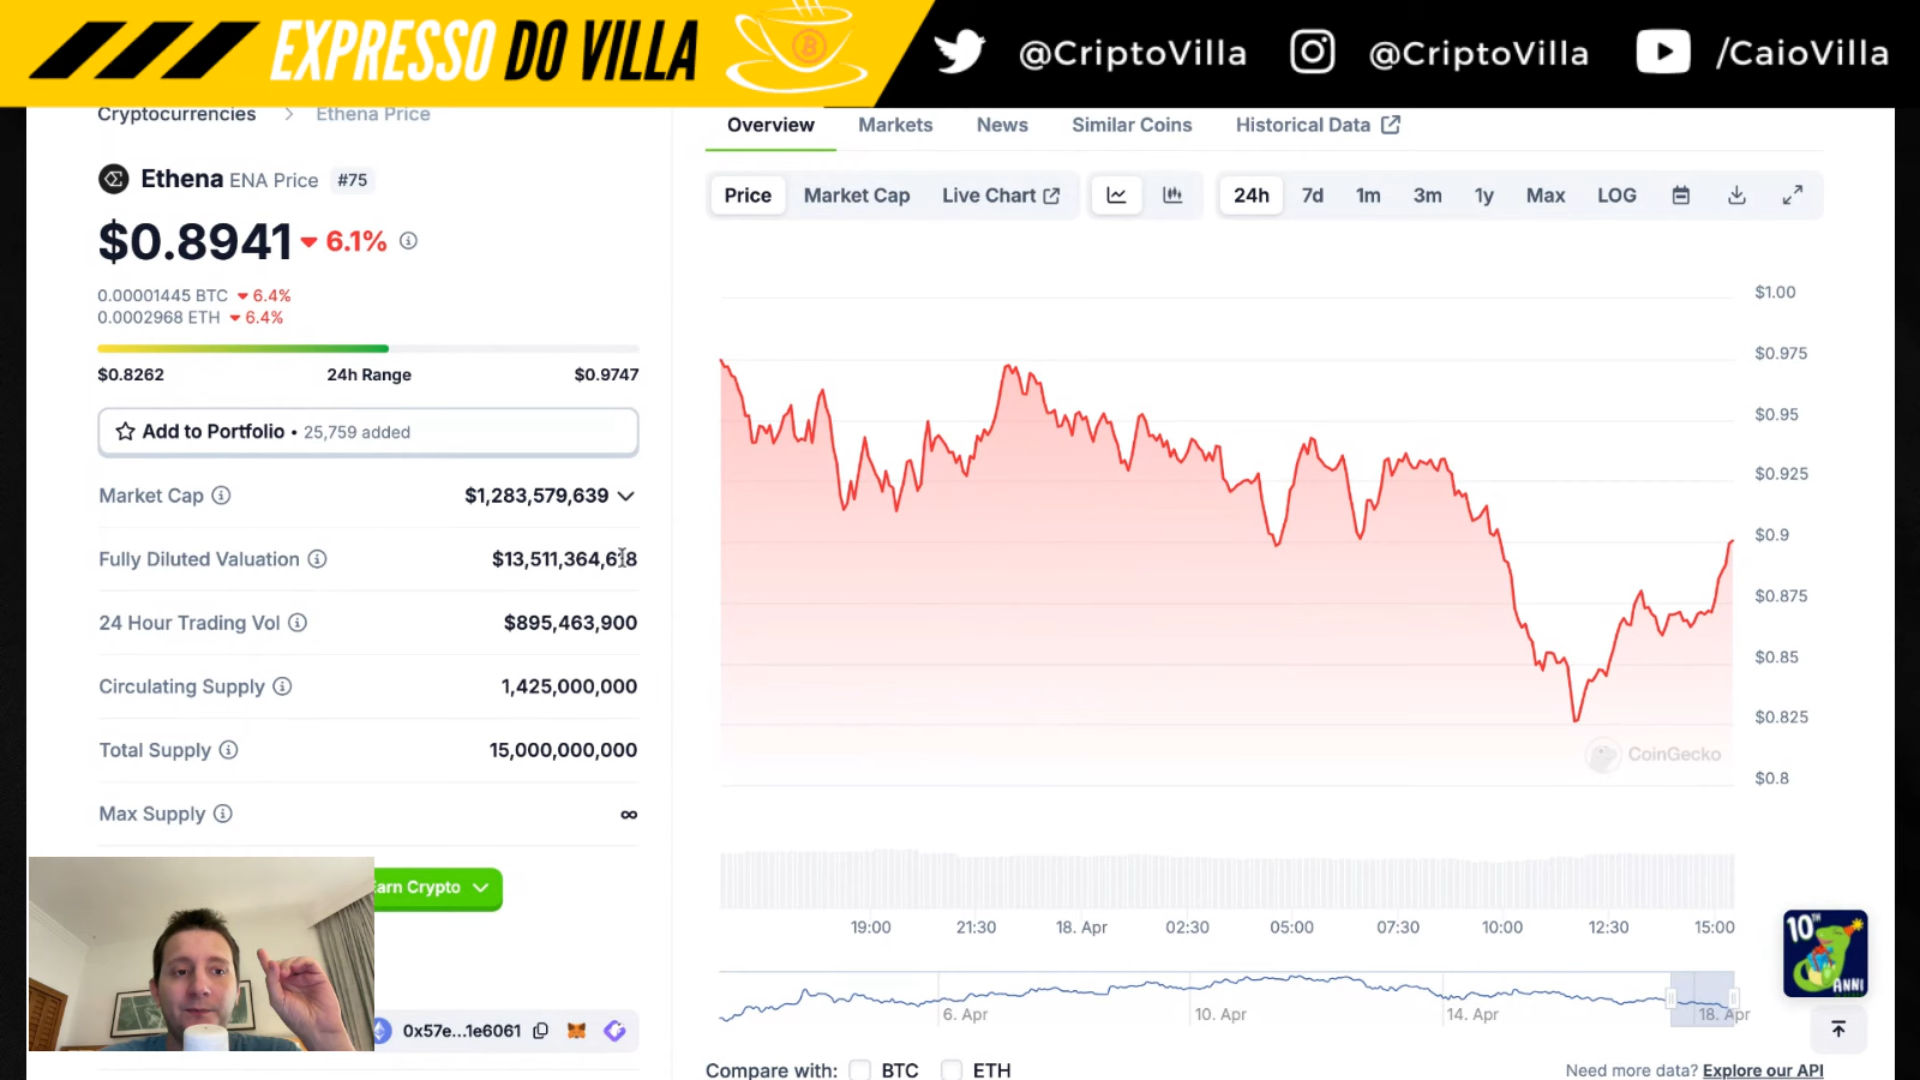 EXPRESSO DO VILLA
@CriptoVilla
@CriptoVilla
/CaioVilla
Cryptocurrencies > Ethena Price
Ethena ENA Price #75
$0.8941 6.1%
0.00001445 BTC 6.4%
0.0002968 ETH 6.4%
$0.8262 24h Range $0.9747
Add to Portfolio • 25,759 added
Market Cap $1,283,579,639
Fully Diluted Valuation $13,511,364,618
24 Hour Trading Vol $895,463,900
Circulating Supply 1,425,000,000
Total Supply 15,000,000,000
Max Supply ∞
arn Crypto
0x57e...1e6061
Overview Markets News Similar Coins Historical Data
Price Market Cap Live Chart 24h 7d 1m 3m 1y Max LOG
$1.00
$0.975
$0.95
$0.925
$0.9
$0.875
$0.85
$0.825
$0.8
CoinGecko
19:00 21:30 18. Apr 02:30 05:00 07:30 10:00 12:30 15:00
6. Apr 10. Apr 14. Apr 18. Apr
10TH
ANNI
Compare with: BTC ETH
Need more data? Explore our API